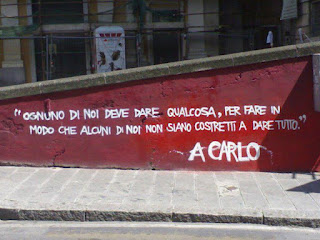 "OGNUNO DI NOI DEVE DARE QUALCOSA, PER FARE IN
MODO CHE ALCUNI DI NOI NON SIANO COSTRETTI A DARE TUTTO."
A CARLO